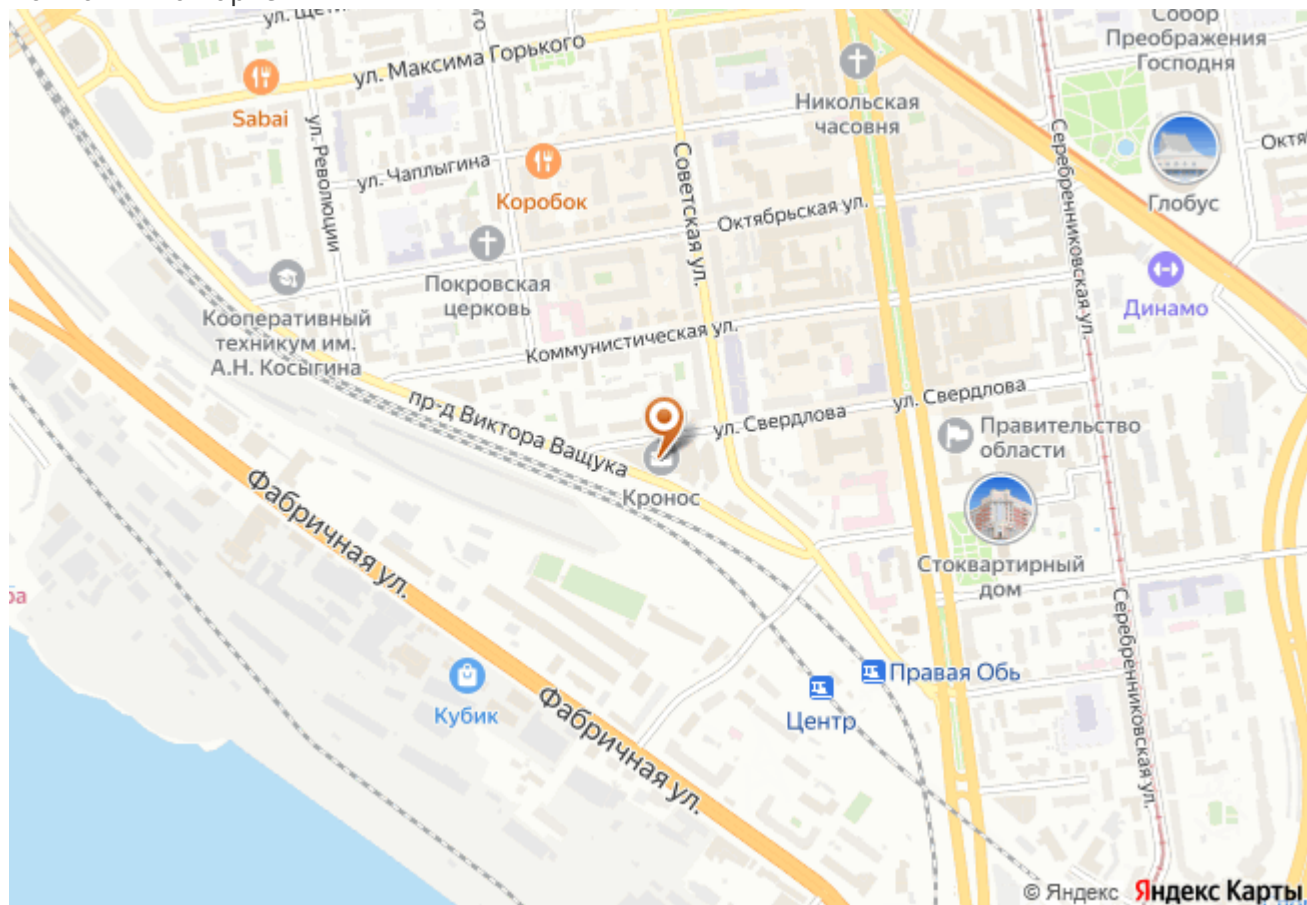 ул. Максима Горького
Собор
Преображения
Господня
Sabai
Никольская
часовня
ул. Революции
ул. Чаплыгина
Коробок
Советская ул.
Октябрьская ул.
Серебренниковская ул.
Глобус
Покровская
церковь
Динамо
Кооперативный
техникум им.
А.Н. Косыгина
Коммунистическая ул.
пр-д Виктора Ващука
ул. Свердлова
ул. Свердлова
Правительство
области
Кронос
Фабричная ул.
Стоквартирный
дом
Серебренниковская ул.
Правая Обь
Центр
Кубик
Фабричная ул.
© Яндекс Яндекс Карты